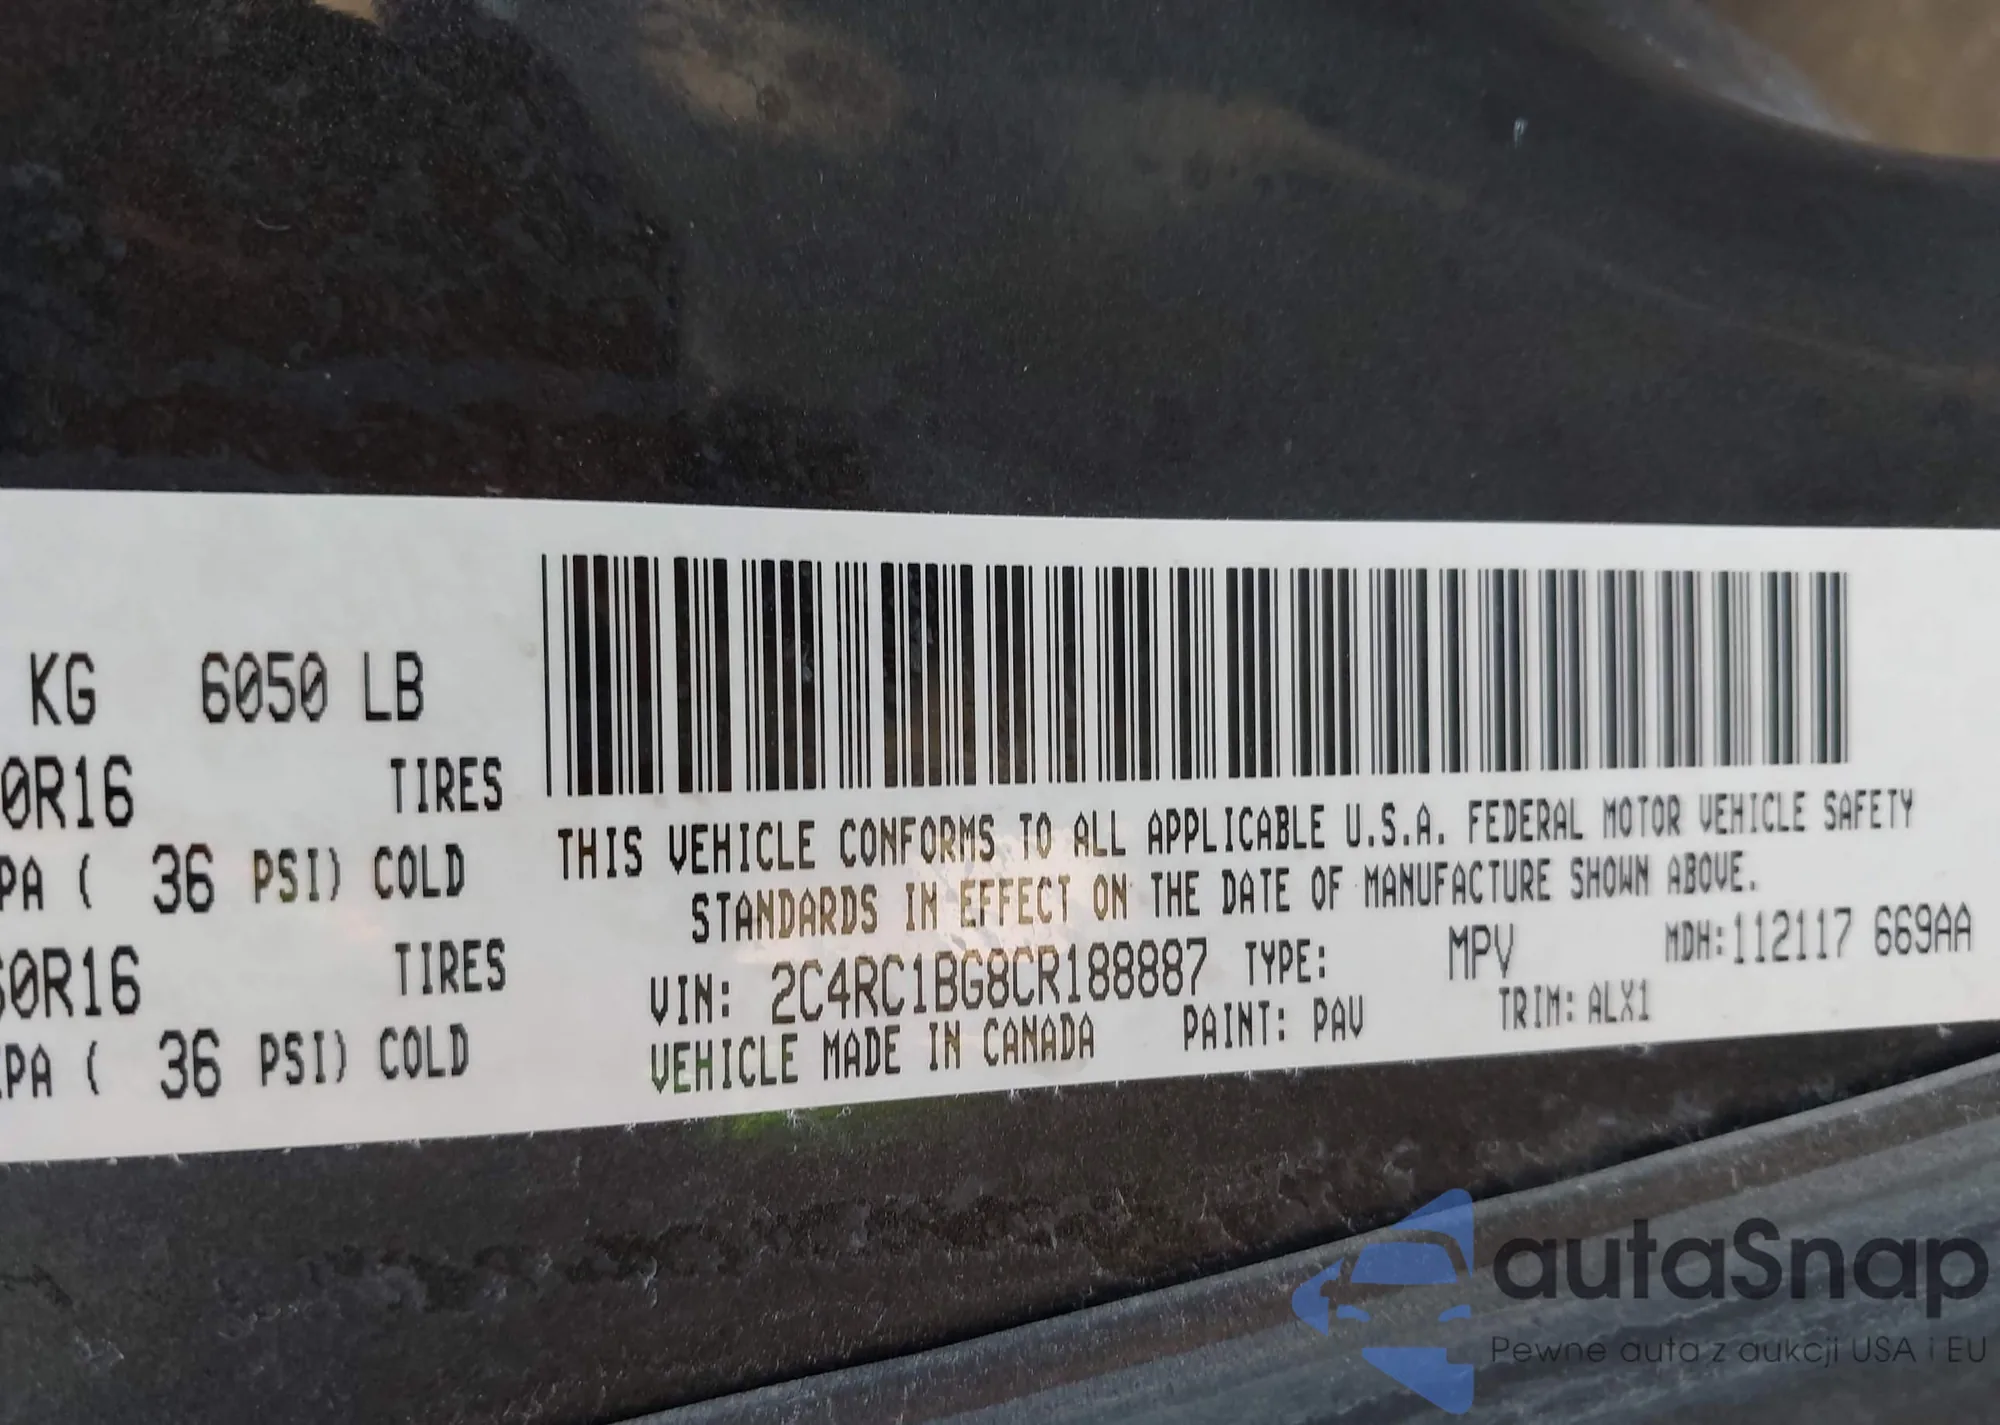 KG 6050 LB
0R16 TIRES
PA ( 36 PSI) COLD
0R16 TIRES
PA ( 36 PSI) COLD
THIS VEHICLE CONFORMS TO ALL APPLICABLE U.S.A. FEDERAL MOTOR VEHICLE SAFETY
STANDARDS IN EFFECT ON THE DATE OF MANUFACTURE SHOWN ABOVE.
VIN: 2C4RC1BG8CR188887 TYPE: MPV MDH:112117 669AA
VEHICLE MADE IN CANADA PAINT: PAV TRIM: ALX1
autaSnap
Pewne auta z aukcji USA i EU